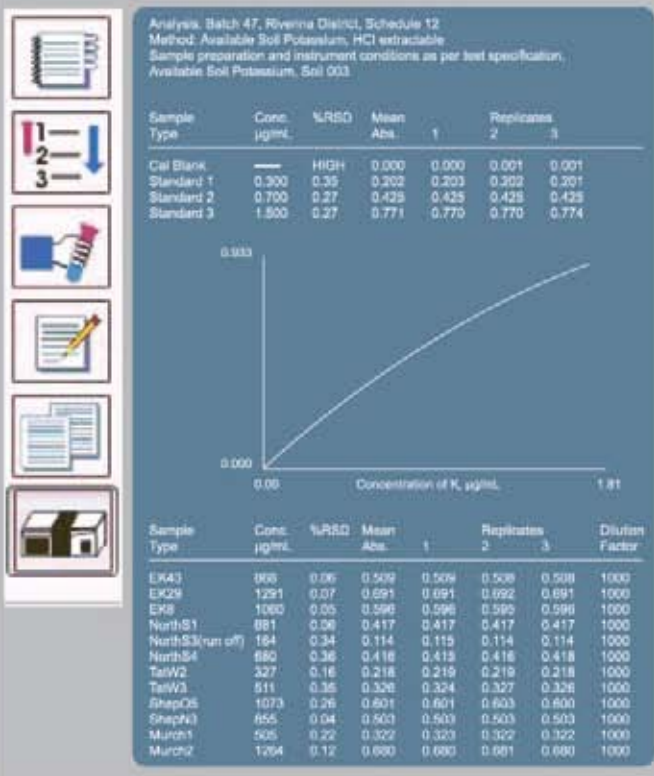 1
2
3
Analysis. Batch 47, Riverina District, Schedule 12
Method: Available Soil Potassium, HCl extractable
Sample preparation and instrument conditions as per test specification.
Available Soil Potassium, Soil 003
Sample Conc. %RSD Mean Replicates
Type µg/mL Abs. 1 2 3
Cal Blank — HIGH 0.000 0.000 0.001 0.001
Standard 1 0.300 0.35 0.202 0.203 0.202 0.201
Standard 2 0.700 0.27 0.425 0.425 0.425 0.425
Standard 3 1.500 0.27 0.771 0.770 0.770 0.774
0.933
0.000
0.00 Concentration of K, µg/mL 1.81
Sample Conc. %RSD Mean Replicates Dilution
Type µg/mL Abs. 1 2 3 Factor
EK43 0.06 0.509 0.509 0.508 0.508 1000
EK29 1291 0.07 0.691 0.691 0.692 0.691 1000
EK8 1060 0.05 0.596 0.596 0.595 0.596 1000
NorthS1 0.06 0.417 0.417 0.417 0.417 1000
NorthS3(run off) 164 0.34 0.114 0.115 0.114 0.114 1000
NorthS4 680 0.36 0.416 0.415 0.416 0.418 1000
TatW2 327 0.16 0.218 0.219 0.219 0.218 1000
TatW3 511 0.35 0.326 0.324 0.327 0.326 1000
ShepO5 1073 0.26 0.601 0.601 0.603 0.600 1000
ShepN3 655 0.04 0.503 0.503 0.503 0.503 1000
Murch1 505 0.22 0.322 0.323 0.322 0.322 1000
Murch2 1264 0.12 0.680 0.680 0.681 0.680 1000